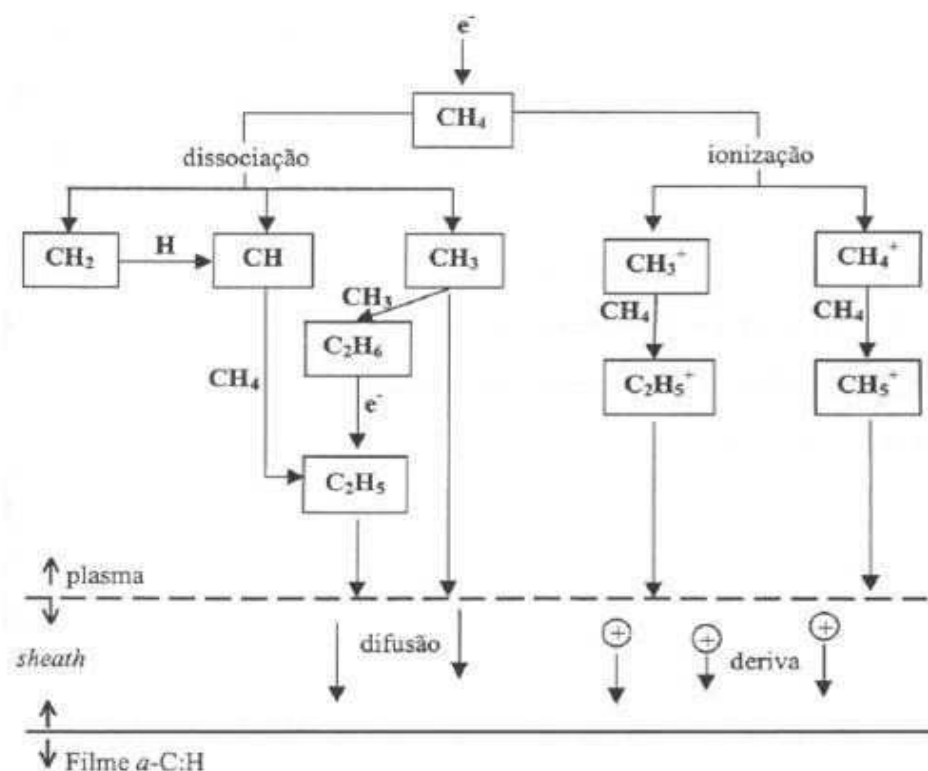 e⁻
CH₄
dissociação
ionização
CH₂
H
CH
CH₃
CH₃⁺
CH₄⁺
CH₃
CH₄
CH₄
C₂H₆
CH₄
e⁻
C₂H₅⁺
CH₅⁺
C₂H₅
plasma
sheath
difusão
+
+
+
deriva
Filme a-C:H